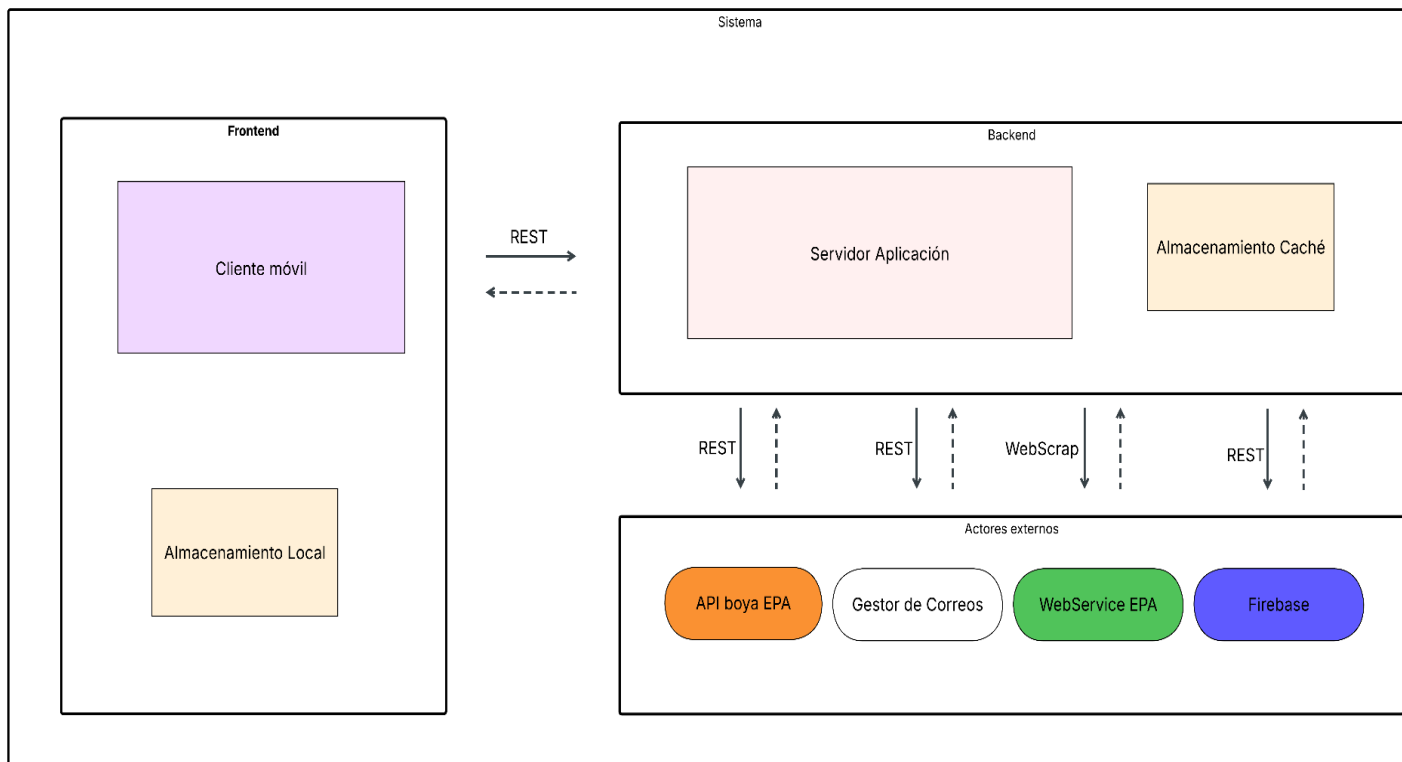 Sistema
Frontend
Cliente móvil
Almacenamiento Local
REST
Backend
Servidor Aplicación
Almacenamiento Caché
REST
REST
WebScrap
REST
Actores externos
API boya EPA
Gestor de Correos
WebService EPA
Firebase